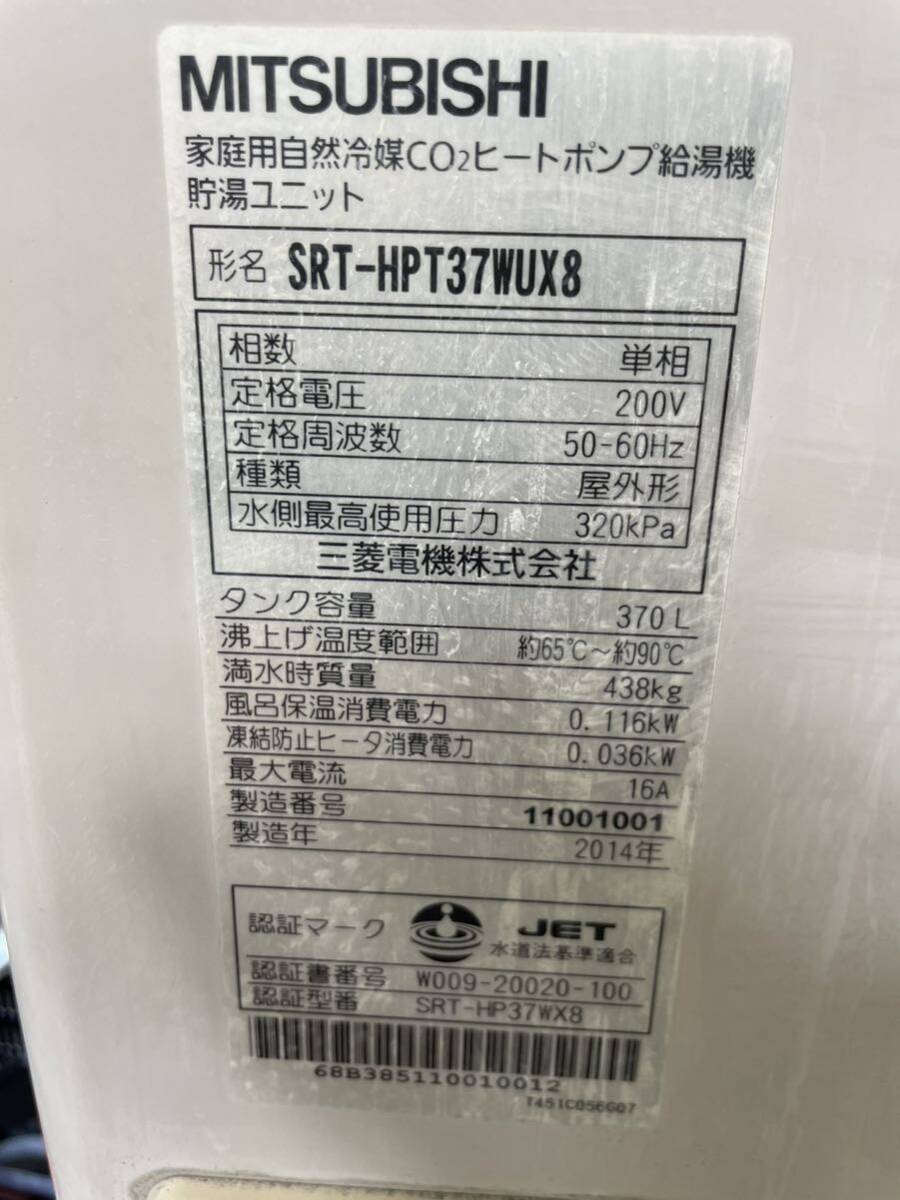 MITSUBISHI
家庭用自然冷媒CO₂ヒートポンプ給湯機
貯湯ユニット
形名 SRT-HPT37WUX8
相数 単相
定格電圧 200V
定格周波数 50-60Hz
種類 屋外形
水側最高使用圧力 320kPa
三菱電機株式会社
タンク容量 370L
沸上げ温度範囲 約65℃～約90℃
満水時質量 438kg
風呂保温消費電力 0.116kW
凍結防止ヒータ消費電力 0.036kW
最大電流 16A
製造番号 11001001
製造年 2014年
認証マーク JET
水道法基準適合
認証書番号 W009-20020-100
認証型番 SRT-HP37WX8
68B385110010012
T451C056G07